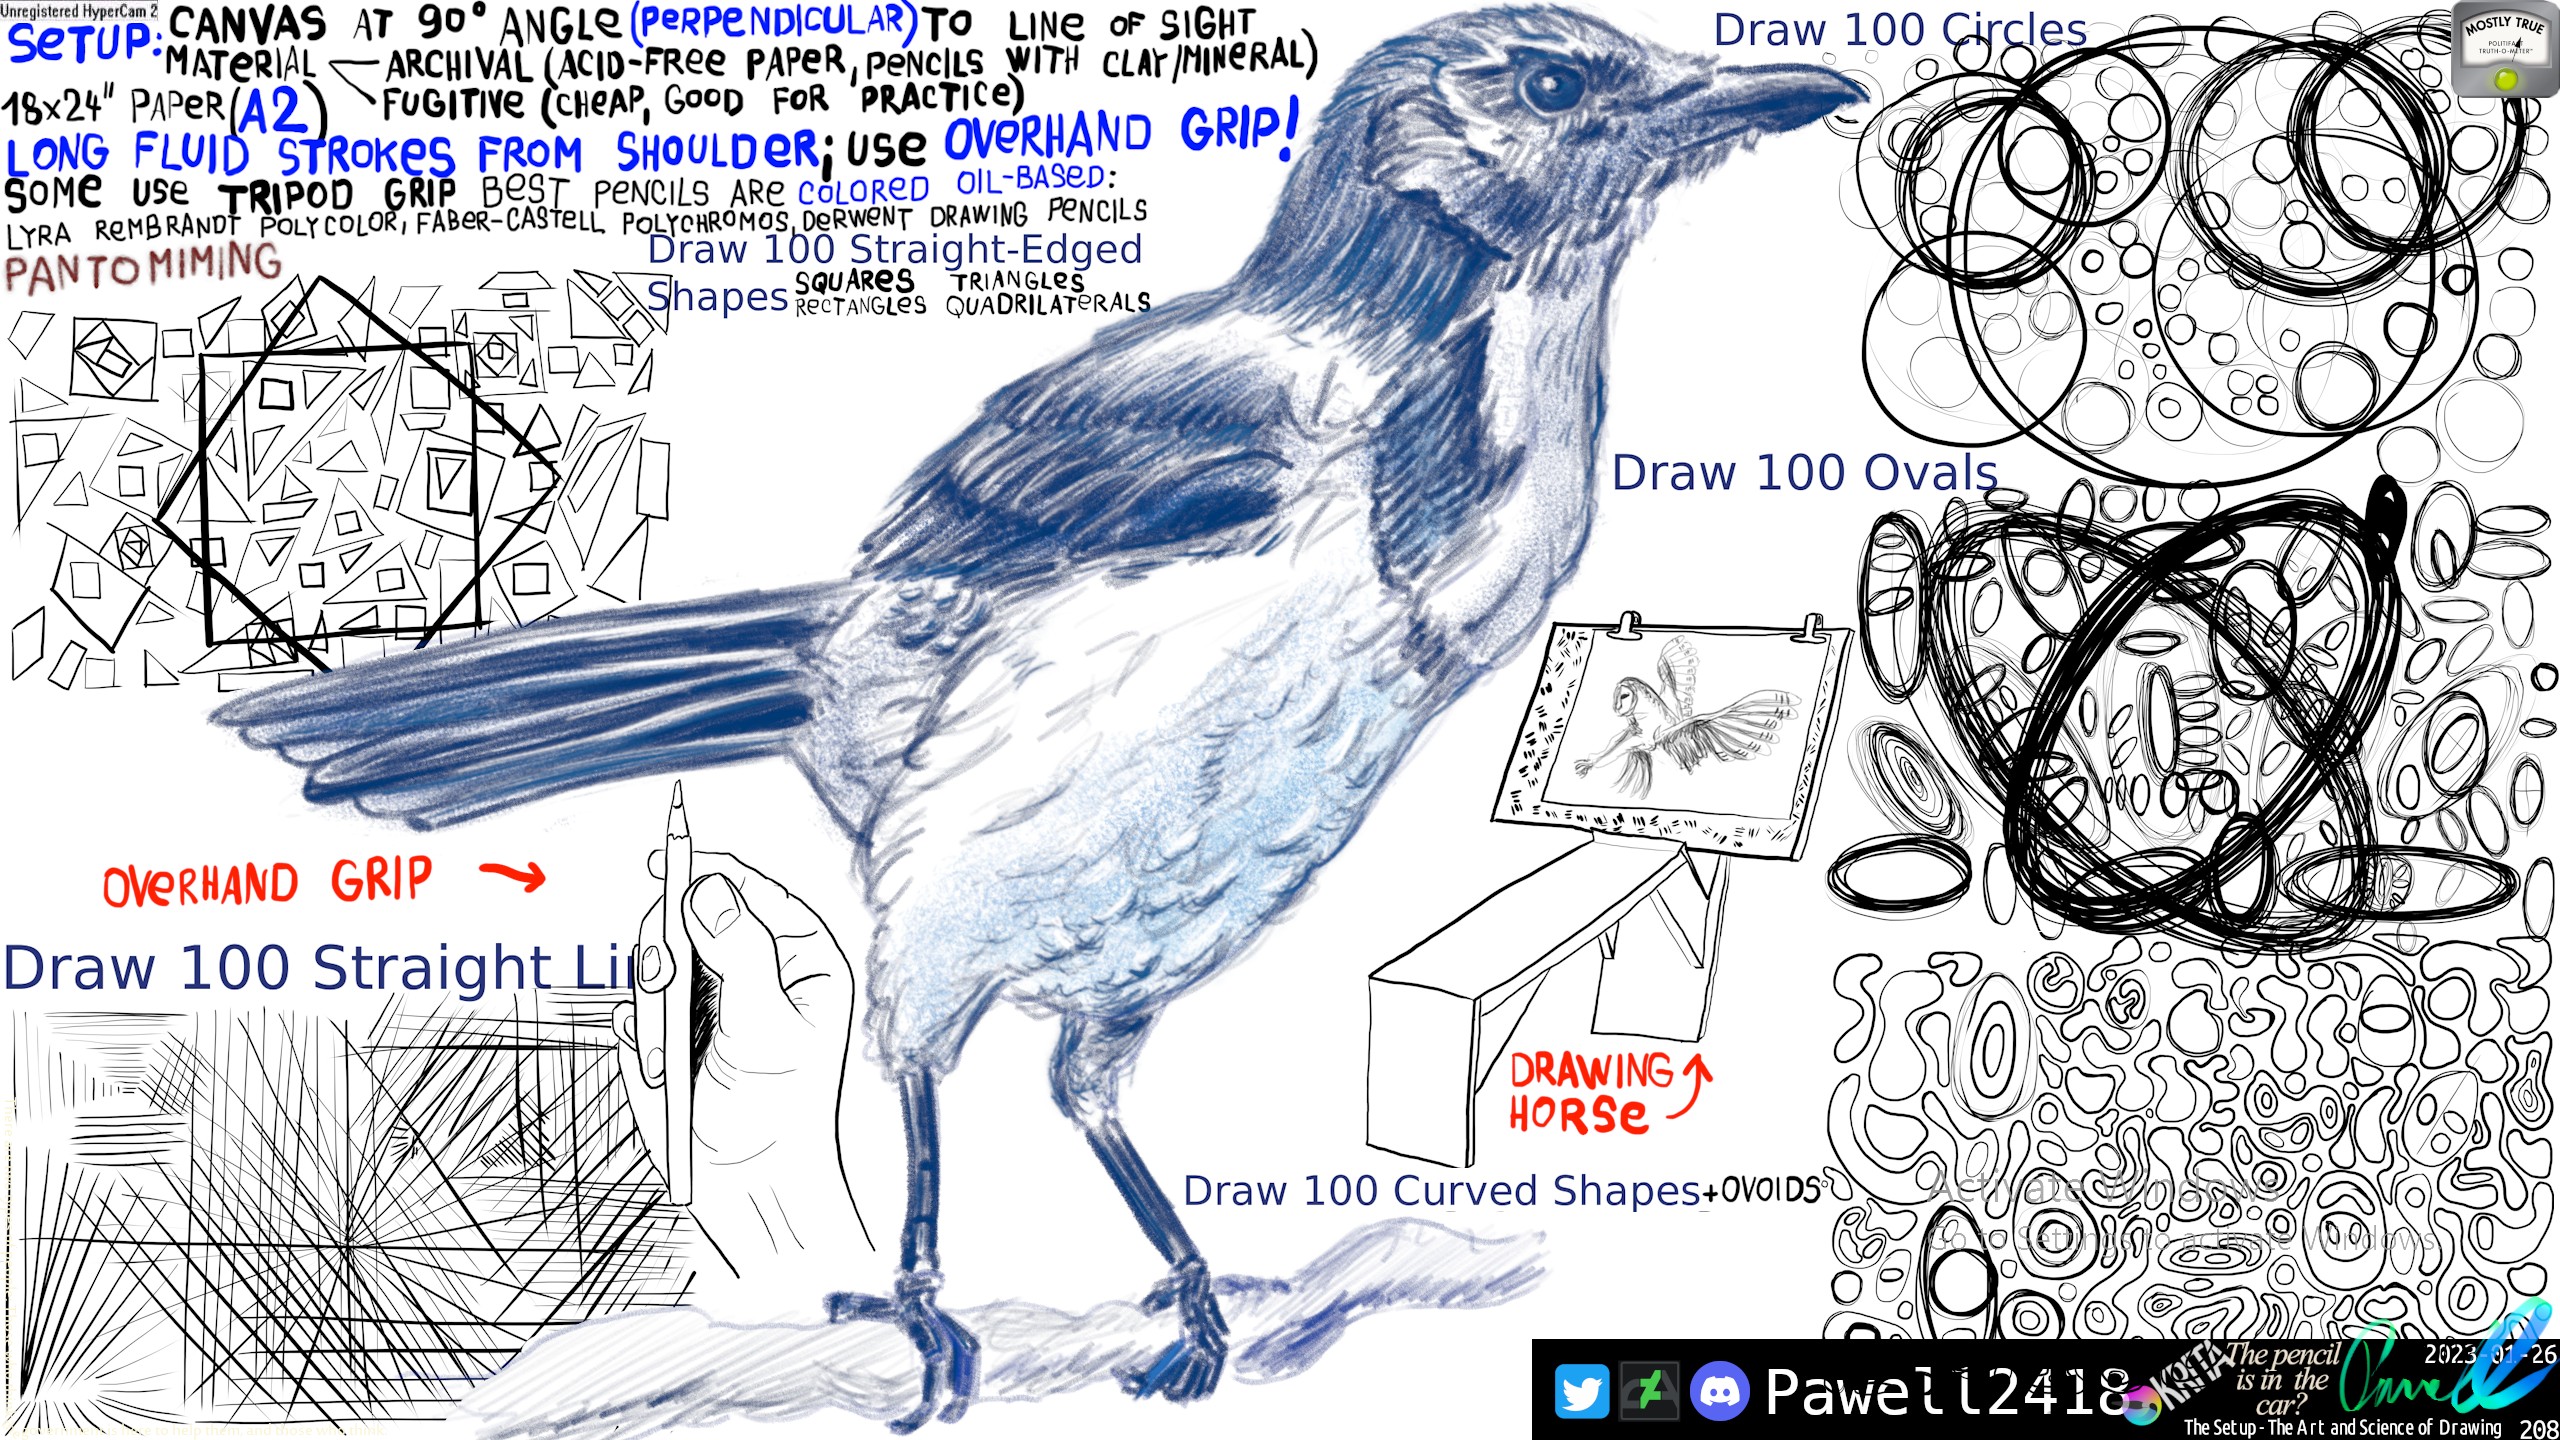 Unregistered HyperCam 2
SETUP: CANVAS AT 90° ANGLE (PERPENDICULAR) TO LINE OF SIGHT
MATERIAL ARCHIVAL (ACID-FREE PAPER, PENCILS WITH CLAY/MINERAL)
18x24" PAPER (A2) FUGITIVE (CHEAP, GOOD FOR PRACTICE)
LONG FLUID STROKES FROM SHOULDER; USE OVERHAND GRIP!
SOME USE TRIPOD GRIP BEST PENCILS ARE COLORED OIL-BASED:
LYRA REMBRANDT POLYCOLOR, FABER-CASTELL POLYCHROMOS, DERWENT DRAWING PENCILS
PANTOMIMING
Draw 100 Straight-Edged
Shapes SQUARES TRIANGLES
RECTANGLES QUADRILATERALS
Draw 100 Circles
MOSTLY TRUE
POLITIFACT
TRUTH-O-METER™
Draw 100 Ovals
OVERHAND GRIP →
Draw 100 Straight Li
DRAWING
HORSE
Draw 100 Curved Shapes +OVOIDS
Activate Windows
Go to Settings to activate Windows.
Pawell2418
KRITA
The pencil
is in the
car?
2023-01-26
The Setup - The Art and Science of Drawing 208